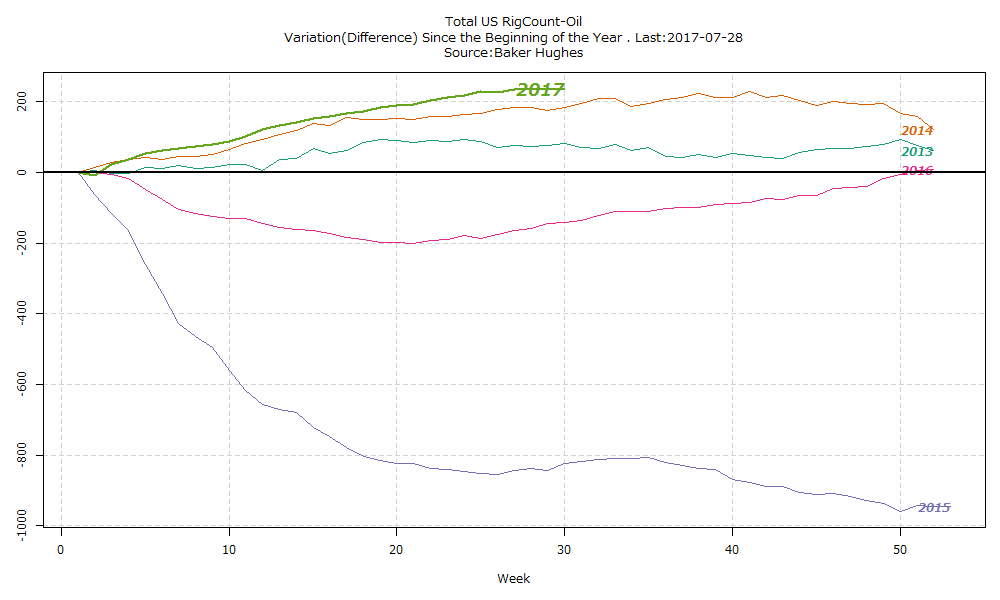 Total US RigCount-Oil
Variation(Difference) Since the Beginning of the Year . Last:2017-07-28
Source:Baker Hughes
200
0
-200
-400
-600
-800
-1000
2017
2014
2013
2016
2015
0 10 20 30 40 50
Week